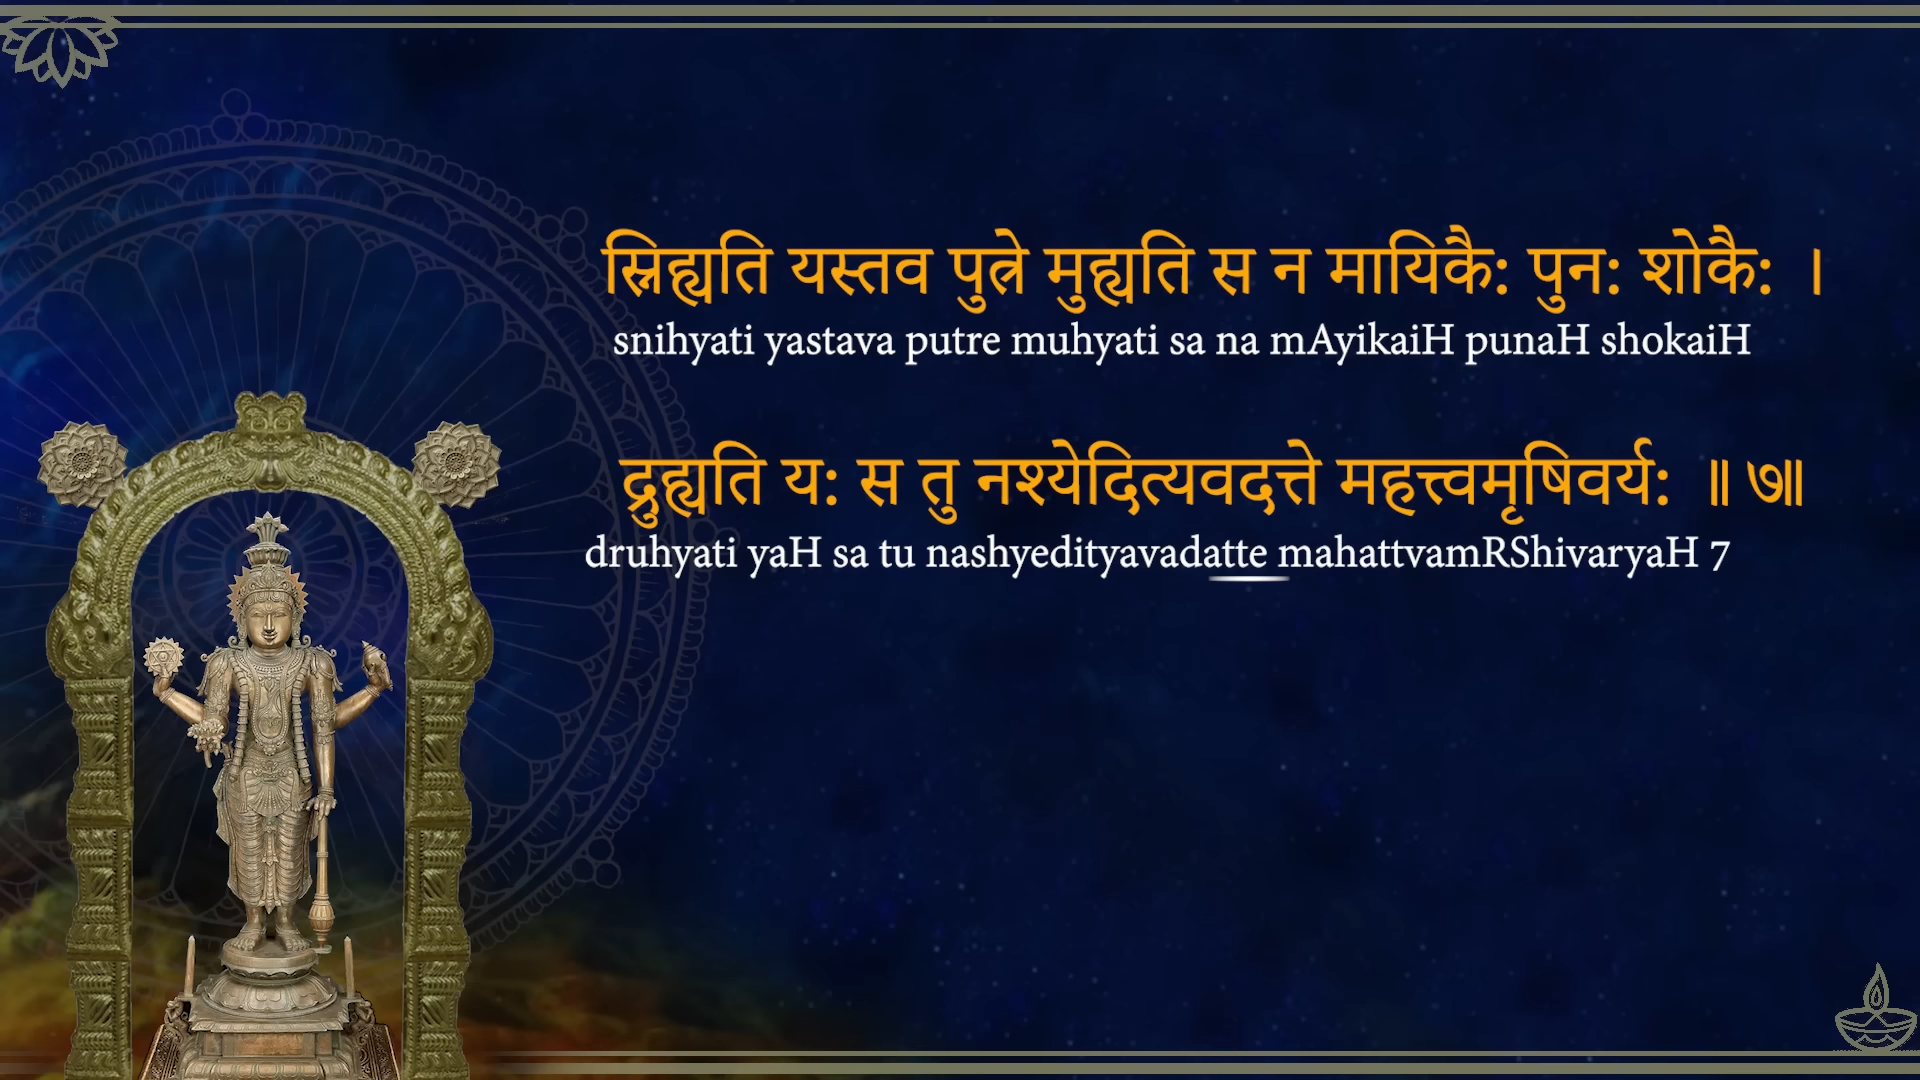 स्निह्यति यस्तव पुत्रे मुह्यति स न मायिकै: पुन: शोकै: ।
snihyati yastava putre muhyati sa na mAyikaiH punaH shokaiH
द्रुह्यति य: स तु नश्येदित्यवदत्ते महत्त्वमृषिवर्य: ॥ ७॥
druhyati yaH sa tu nashyedityavadatte mahattvamRShivaryaH 7